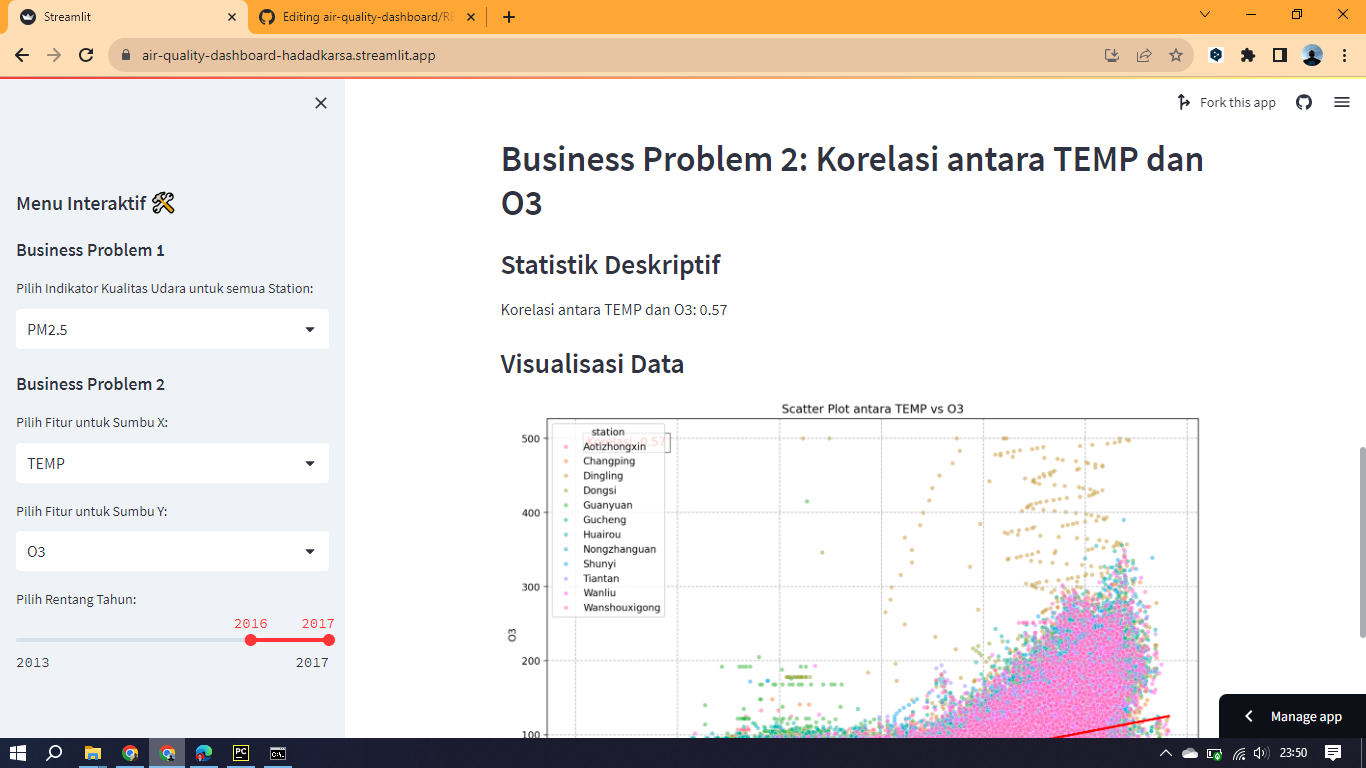 Streamlit
Editing air-quality-dashboard/RE
air-quality-dashboard-hadadkarsa.streamlit.app
Fork this app
Menu Interaktif
Business Problem 1
Pilih Indikator Kualitas Udara untuk semua Station:
PM2.5
Business Problem 2
Pilih Fitur untuk Sumbu X:
TEMP
Pilih Fitur untuk Sumbu Y:
O3
Pilih Rentang Tahun:
2016 2017
2013 2017
Business Problem 2: Korelasi antara TEMP dan
O3
Statistik Deskriptif
Korelasi antara TEMP dan O3: 0.57
Visualisasi Data
Scatter Plot antara TEMP vs O3
station
Aotizhongxin
Changping
Dingling
Dongsi
Guanyuan
Gucheng
Huairou
Nongzhanguan
Shunyi
Tiantan
Wanliu
Wanshouxigong
500
400
300
200
100
O3
Manage app
PC
23:50